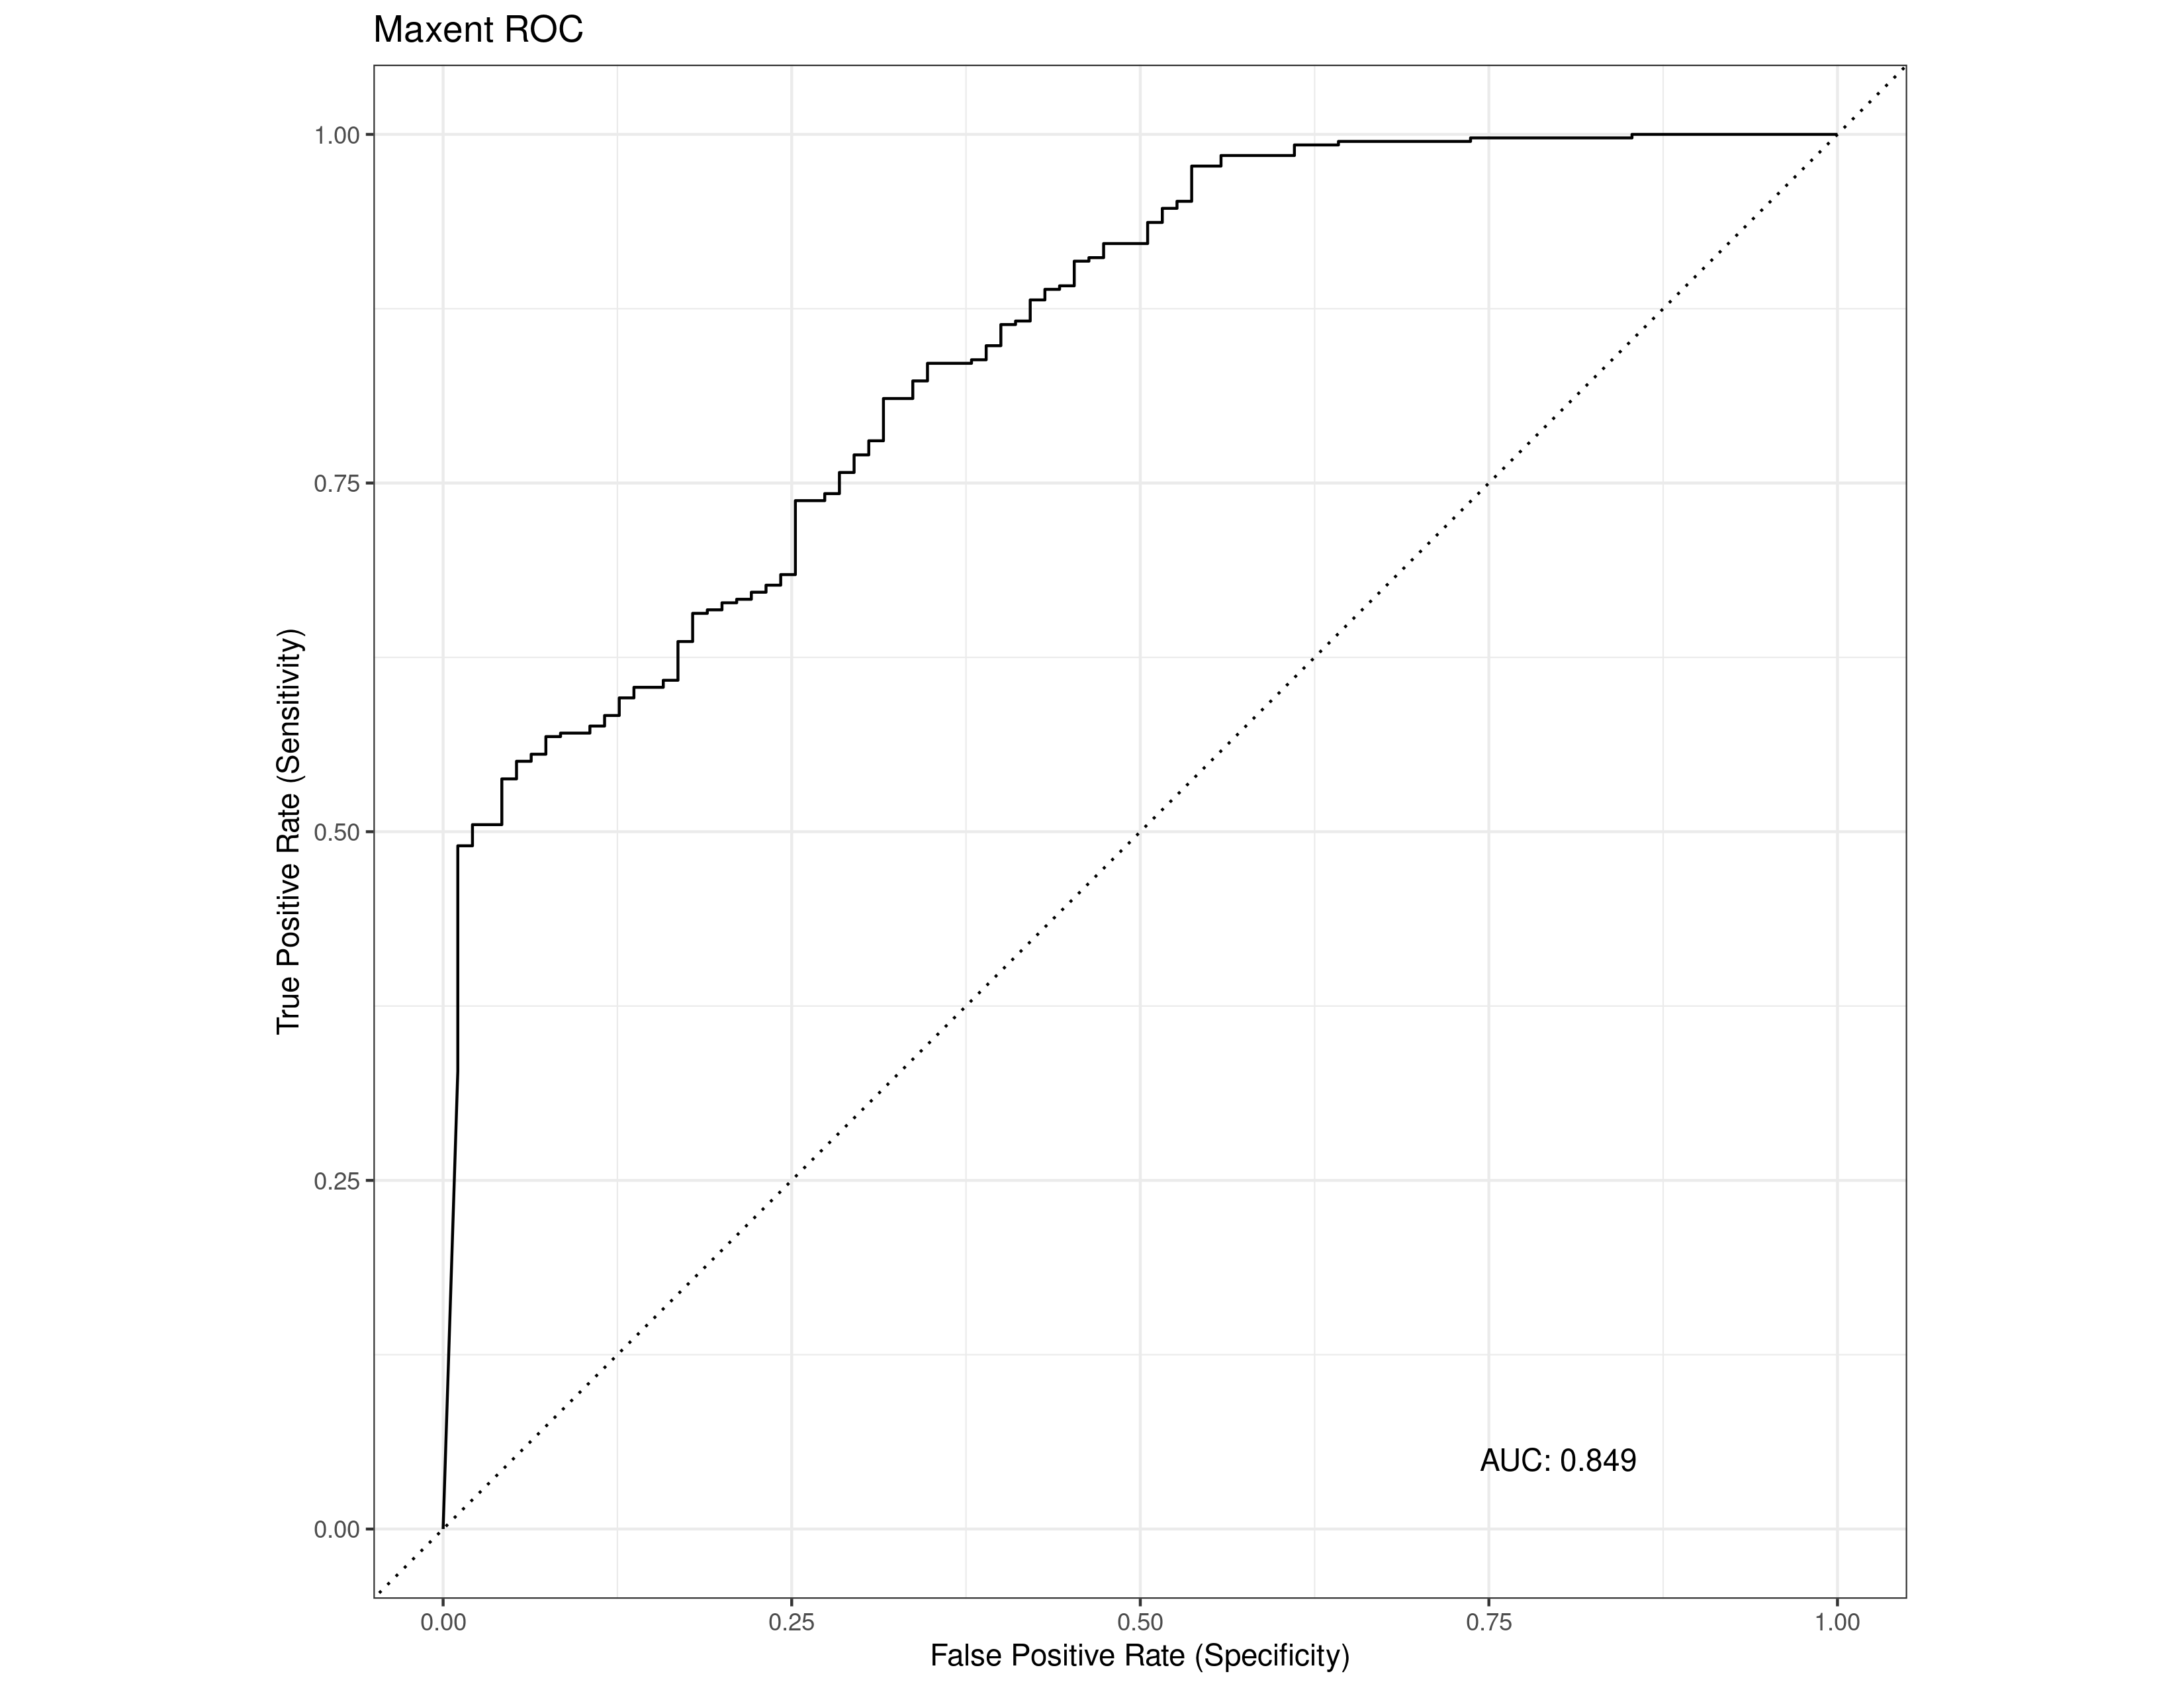 Maxent ROC
True Positive Rate (Sensitivity)
1.00
0.75
0.50
0.25
0.00
AUC: 0.849
0.00 0.25 0.50 0.75 1.00
False Positive Rate (Specificity)